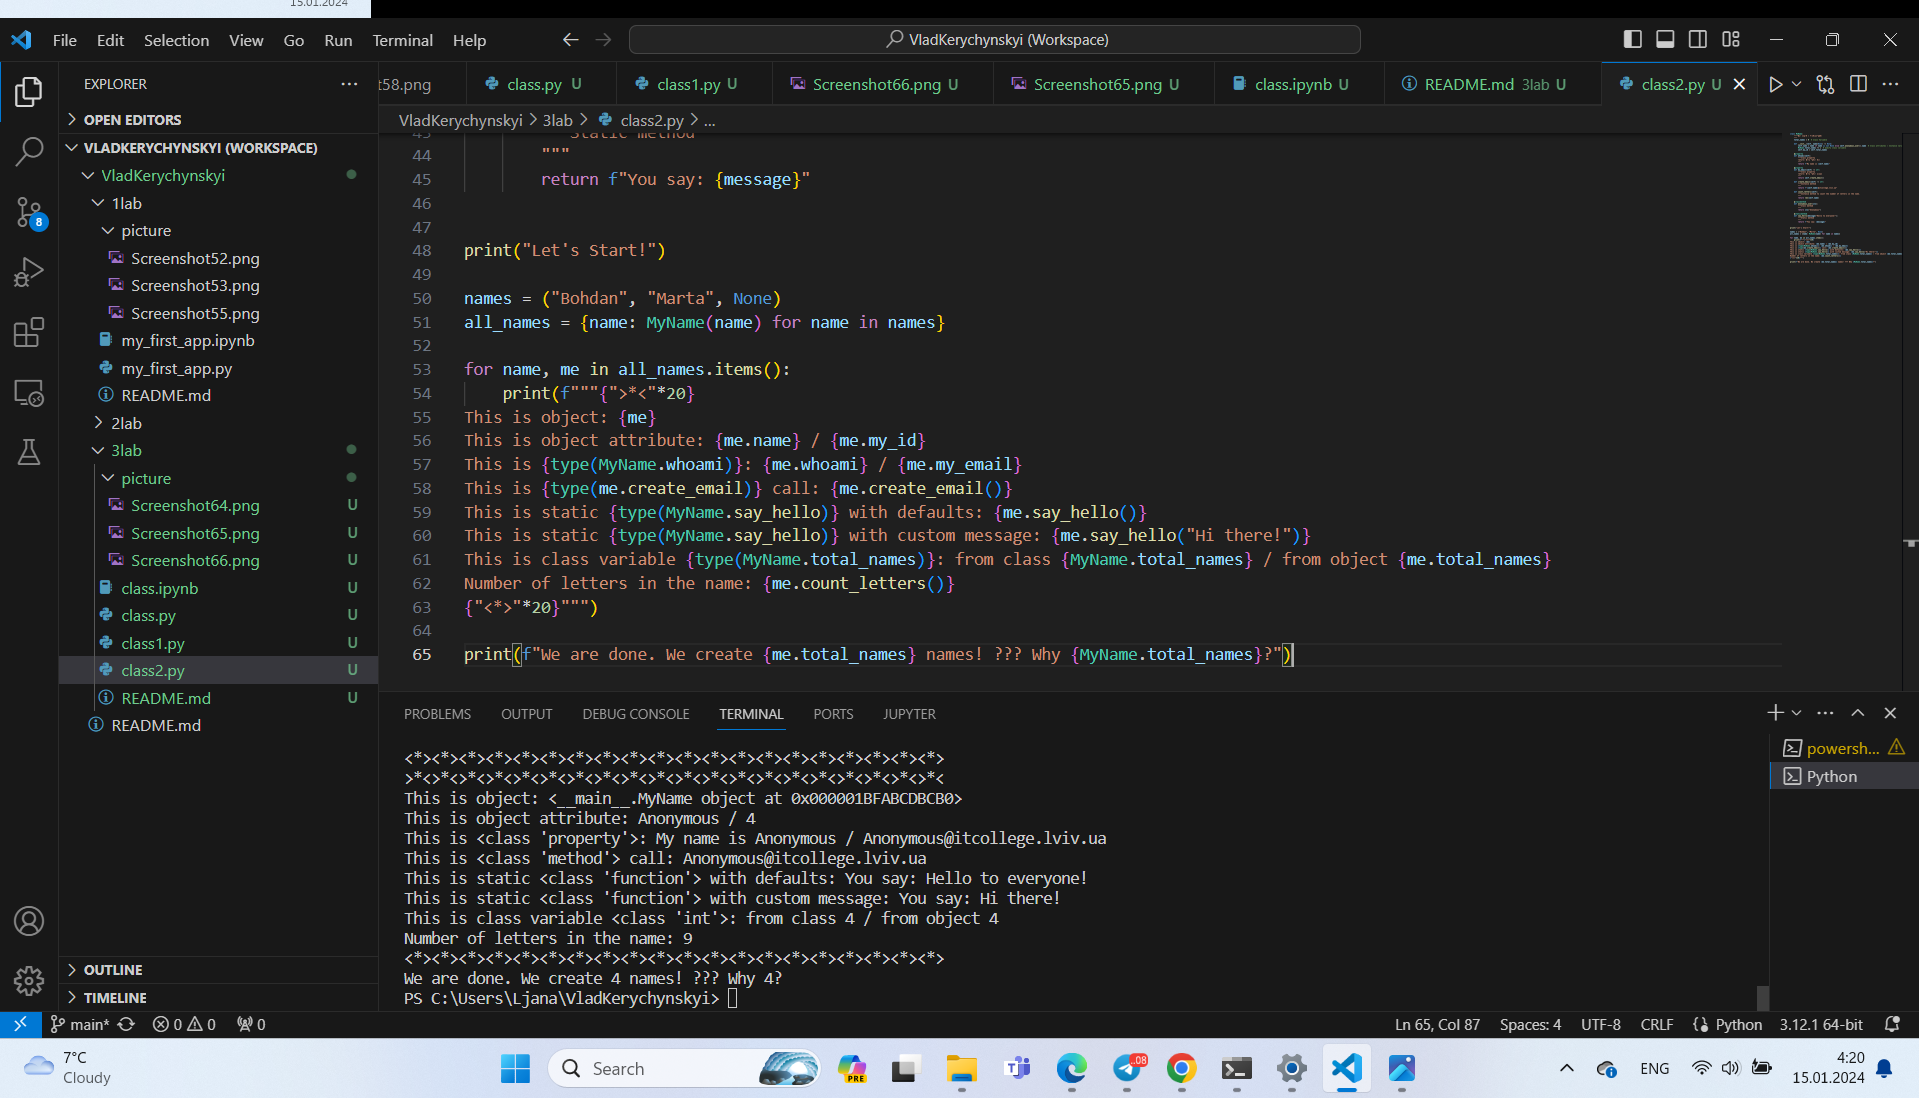 15.01.2024
File Edit Selection View Go Run Terminal Help
VladKerychynskyi (Workspace)
EXPLORER
t58.png class.py U class1.py U Screenshot66.png U Screenshot65.png U class.ipynb U README.md 3lab U class2.py U
VladKerychynskyi > 3lab > class2.py > ...
OPEN EDITORS
VLADKERYCHYNSKYI (WORKSPACE)
VladKerychynskyi
1lab
picture
Screenshot52.png
Screenshot53.png
Screenshot55.png
my_first_app.ipynb
my_first_app.py
README.md
2lab
3lab
picture
Screenshot64.png U
Screenshot65.png U
Screenshot66.png U
class.ipynb U
class.py U
class1.py U
class2.py U
README.md U
README.md
OUTLINE
TIMELINE
43 Static method
44 """
45 return f"You say: {message}"
46
47
48 print("Let's Start!")
49
50 names = ("Bohdan", "Marta", None)
51 all_names = {name: MyName(name) for name in names}
52
53 for name, me in all_names.items():
54 print(f"""{">*<"*20}
55 This is object: {me}
56 This is object attribute: {me.name} / {me.my_id}
57 This is {type(MyName.whoami)}: {me.whoami} / {me.my_email}
58 This is {type(me.create_email)} call: {me.create_email()}
59 This is static {type(MyName.say_hello)} with defaults: {me.say_hello()}
60 This is static {type(MyName.say_hello)} with custom message: {me.say_hello("Hi there!")}
61 This is class variable {type(MyName.total_names)}: from class {MyName.total_names} / from object {me.total_names}
62 Number of letters in the name: {me.count_letters()}
63 {"<*>"*20}""")
64
65 print(f"We are done. We create {me.total_names} names! ??? Why {MyName.total_names}?")
PROBLEMS OUTPUT DEBUG CONSOLE TERMINAL PORTS JUPYTER
<*><*><*><*><*><*><*><*><*><*><*><*><*><*><*><*><*><*><*><*>
>*<>*<>*<>*<>*<>*<>*<>*<>*<>*<>*<>*<>*<>*<>*<>*<>*<>*<>*<>*<
This is object: <__main__.MyName object at 0x000001BFABCDBCB0>
This is object attribute: Anonymous / 4
This is <class 'property'>: My name is Anonymous / Anonymous@itcollege.lviv.ua
This is <class 'method'> call: Anonymous@itcollege.lviv.ua
This is static <class 'function'> with defaults: You say: Hello to everyone!
This is static <class 'function'> with custom message: You say: Hi there!
This is class variable <class 'int'>: from class 4 / from object 4
Number of letters in the name: 9
<*><*><*><*><*><*><*><*><*><*><*><*><*><*><*><*><*><*><*><*>
We are done. We create 4 names! ??? Why 4?
PS C:\Users\Ljana\VladKerychynskyi>
powersh...
Python
8
main* 0 0 0 Ln 65, Col 87 Spaces: 4 UTF-8 CRLF Python 3.12.1 64-bit
7°C
Cloudy
Search
PRE
.08
ENG
4:20
15.01.2024